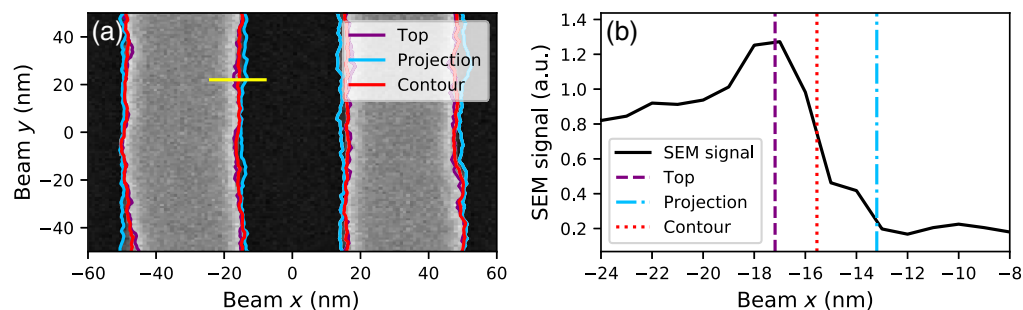 (a)
Top
Projection
Contour
40
20
0
−20
−40
Beam y (nm)
−60
−40
−20
0
20
40
60
Beam x (nm)
(b)
1.4
1.2
1.0
0.8
0.6
0.4
0.2
SEM signal (a.u.)
SEM signal
Top
Projection
Contour
−24
−22
−20
−18
−16
−14
−12
−10
−8
Beam x (nm)